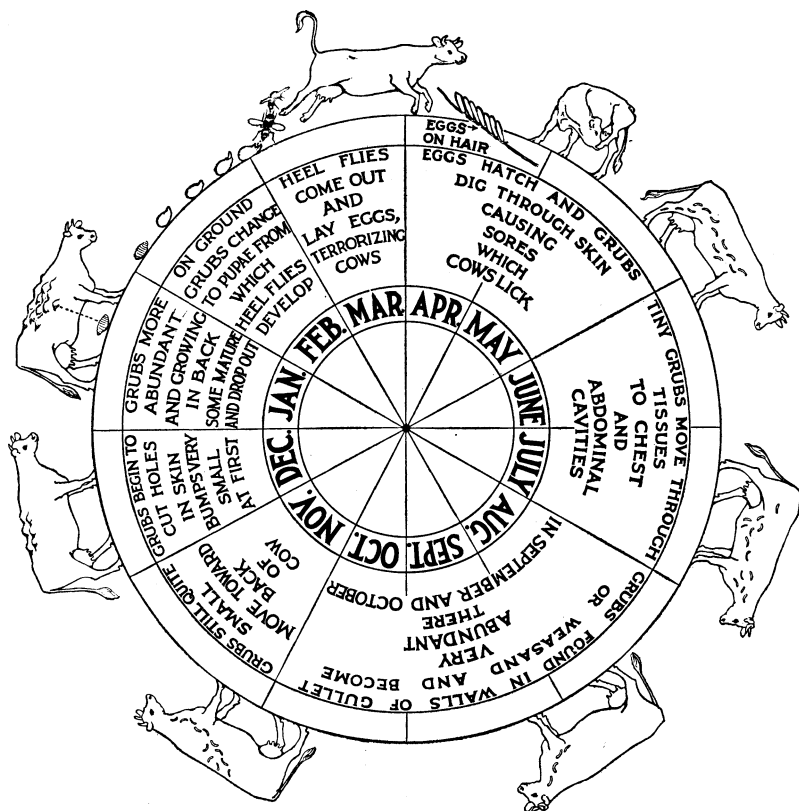 HEEL FLIES
COME OUT
AND
LAY EGGS,
TERRORIZING
COWS
EGGS
ON HAIR
EGGS HATCH AND GRUBS
DIG THROUGH SKIN
CAUSING
SORES
WHICH
COWS LICK
TINY GRUBS MOVE THROUGH
TISSUES
TO CHEST
AND
ABDOMINAL
CAVITIES
GRUBS FOUND IN WALLS OF GULLET
OR WEASAND AND BECOME
VERY
ABUNDANT
THERE
IN SEPTEMBER AND OCTOBER
GRUBS STILL QUITE
SMALL
MOVE TOWARD
BACK
OF
COW
GRUBS BEGIN TO
CUT HOLES
IN SKIN
BUMPS VERY
SMALL
AT FIRST
GRUBS MORE
ABUNDANT
AND GROWING
IN BACK
SOME MATURE
AND DROP OUT
ON GROUND
GRUBS CHANGE
TO PUPAE FROM
WHICH
HEEL FLIES
DEVELOP
JAN.
FEB.
MAR.
APR.
MAY
JUNE
JULY
AUG.
SEPT.
OCT.
NOV.
DEC.